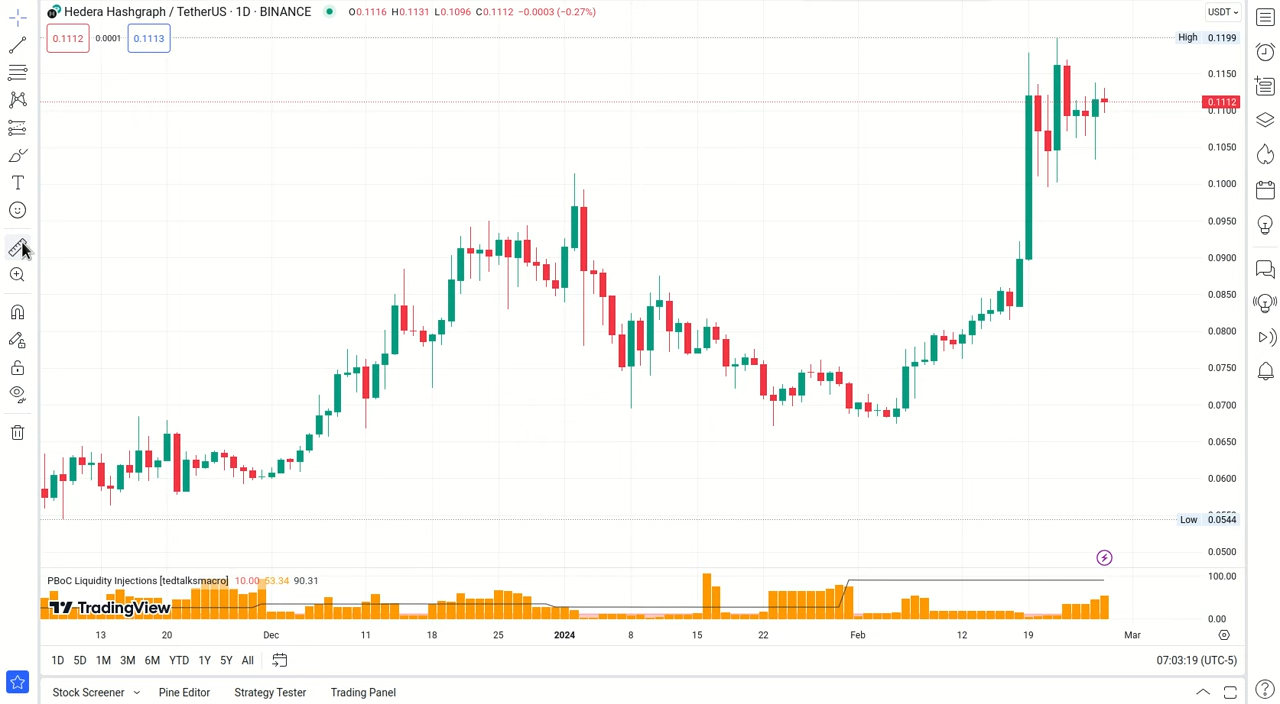 Hedera Hashgraph / TetherUS · 1D · BINANCE O0.1116 H0.1131 L0.1096 C0.1112 −0.0003 (−0.27%)
USDT
0.1112 0.0001 0.1113
High 0.1199
0.1150
0.1112
0.1100
0.1050
0.1000
0.0950
0.0900
0.0850
0.0800
0.0750
0.0700
0.0650
0.0600
Low 0.0544
0.0500
PBoC Liquidity Injections [tedtalksmacro] 10.00 53.34 90.31
100.00
TradingView
0.00
13 20 Dec 11 18 25 2024 8 15 22 Feb 12 19 Mar
1D 5D 1M 3M 6M YTD 1Y 5Y All 07:03:19 (UTC-5)
Stock Screener Pine Editor Strategy Tester Trading Panel